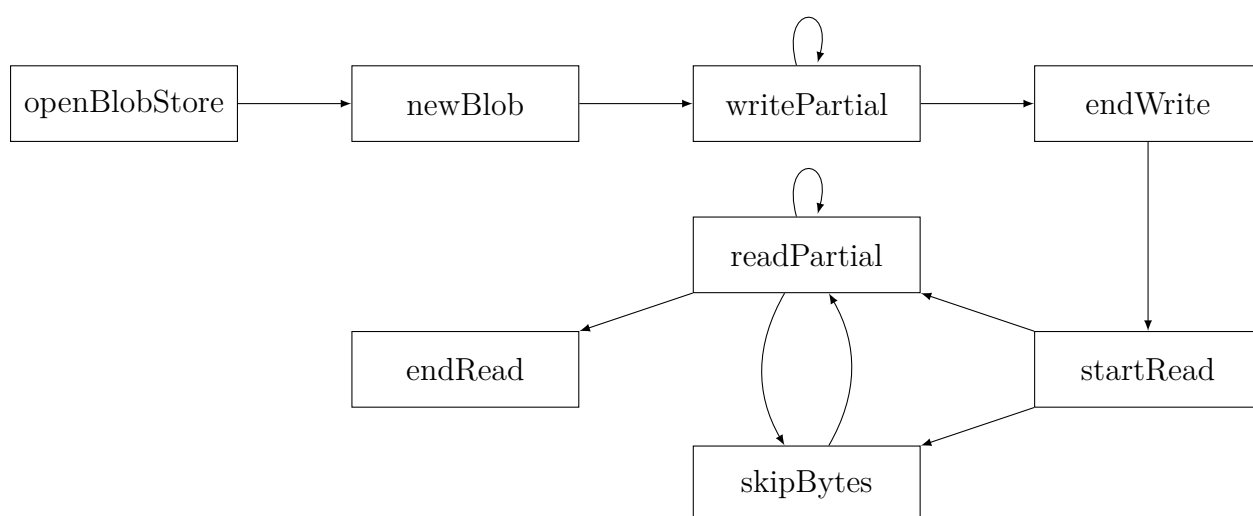 openBlobStore
newBlob
writePartial
endWrite
readPartial
endRead
startRead
skipBytes